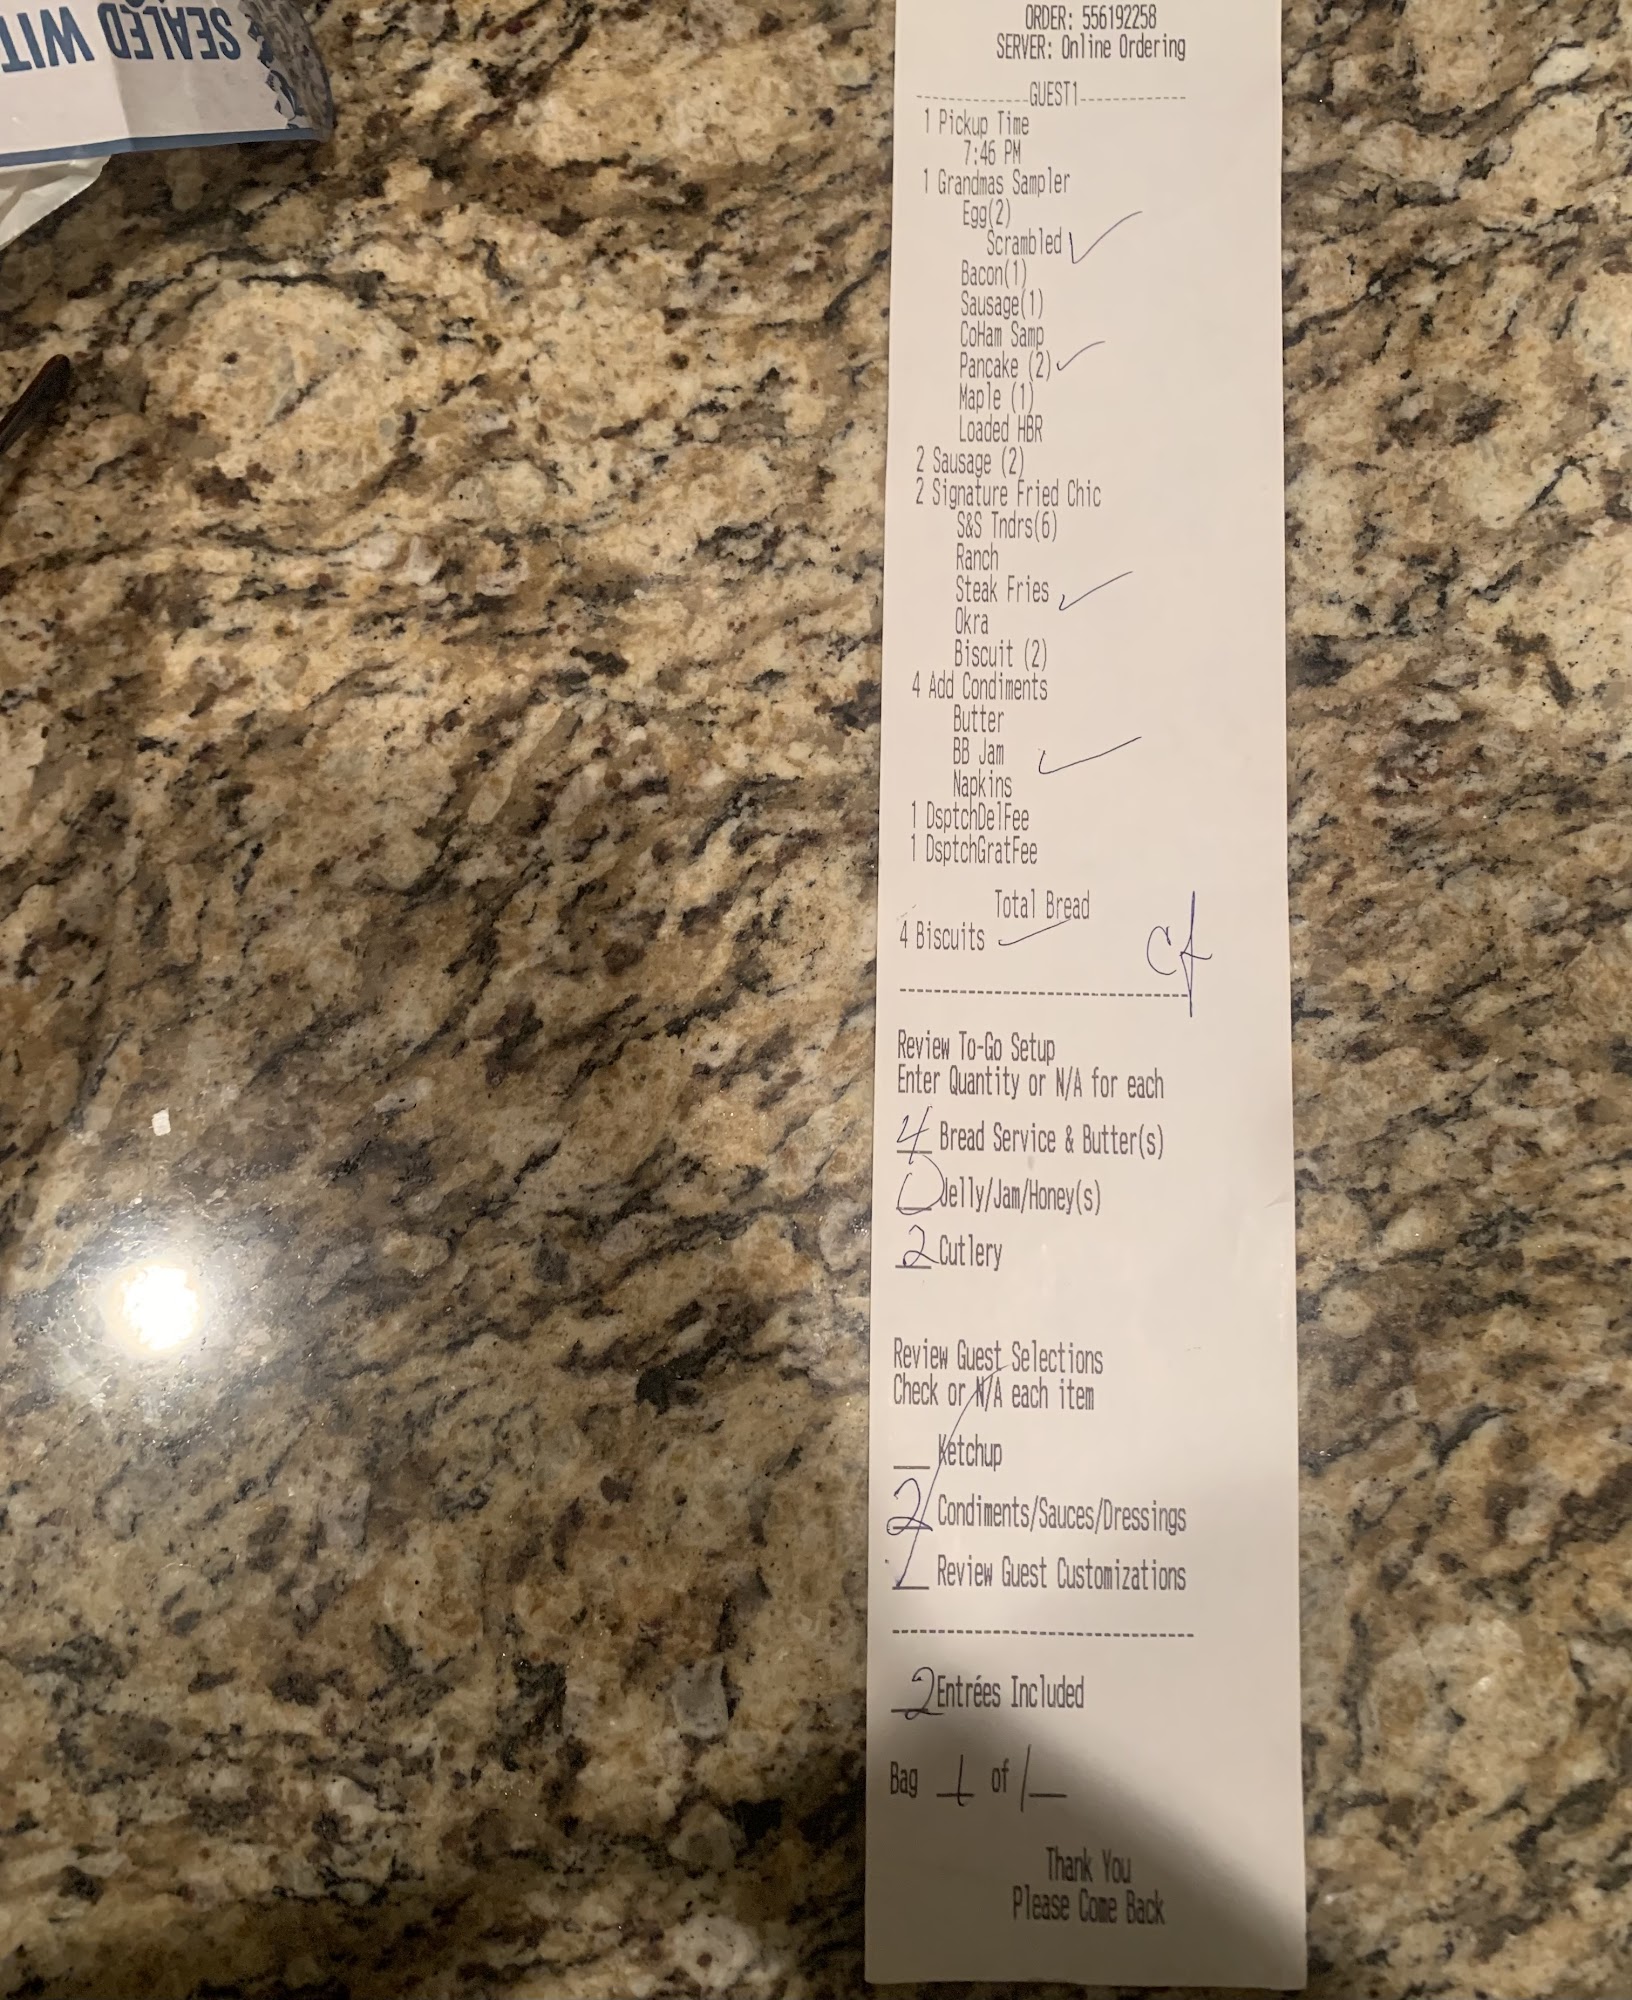 SEALED WIT
ORDER: 556192258
SERVER: Online Ordering
GUEST1
1 Pickup Time
7:46 PM
1 Grandmas Sampler
Egg(2)
Scrambled
Bacon(1)
Sausage(1)
CoHam Samp
Pancake (2)
Maple (1)
Loaded HBR
2 Sausage (2)
2 Signature Fried Chic
S&S Tndrs(6)
Ranch
Steak Fries
Okra
Biscuit (2)
4 Add Condiments
Butter
BB Jam
Napkins
1 DsptchDelFee
1 DsptchGratFee
Total Bread
4 Biscuits
Review To-Go Setup
Enter Quantity or N/A for each
4 Bread Service & Butter(s)
0 Jelly/Jam/Honey(s)
2 Cutlery
Review Guest Selections
Check or N/A each item
Ketchup
2 Condiments/Sauces/Dressings
Review Guest Customizations
2 Entrées Included
Bag 1 of 1
Thank You
Please Come Back